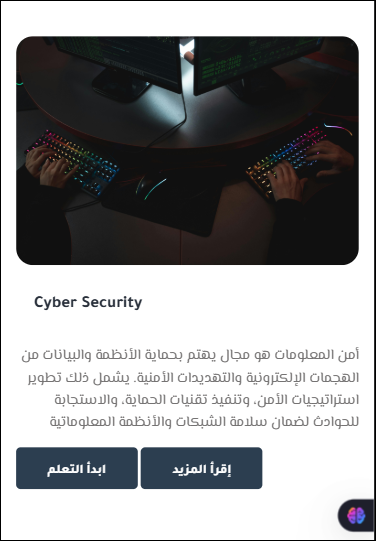 Cyber Security
أمن المعلومات هو مجال يهتم بحماية الأنظمة والبيانات من
الهجمات الإلكترونية والتهديدات الأمنية. يشمل ذلك تطوير
استراتيجيات الأمن، وتنفيذ تقنيات الحماية، والاستجابة
للحوادث لضمان سلامة الشبكات والأنظمة المعلوماتية
إقرأ المزيد
ابدأ التعلم